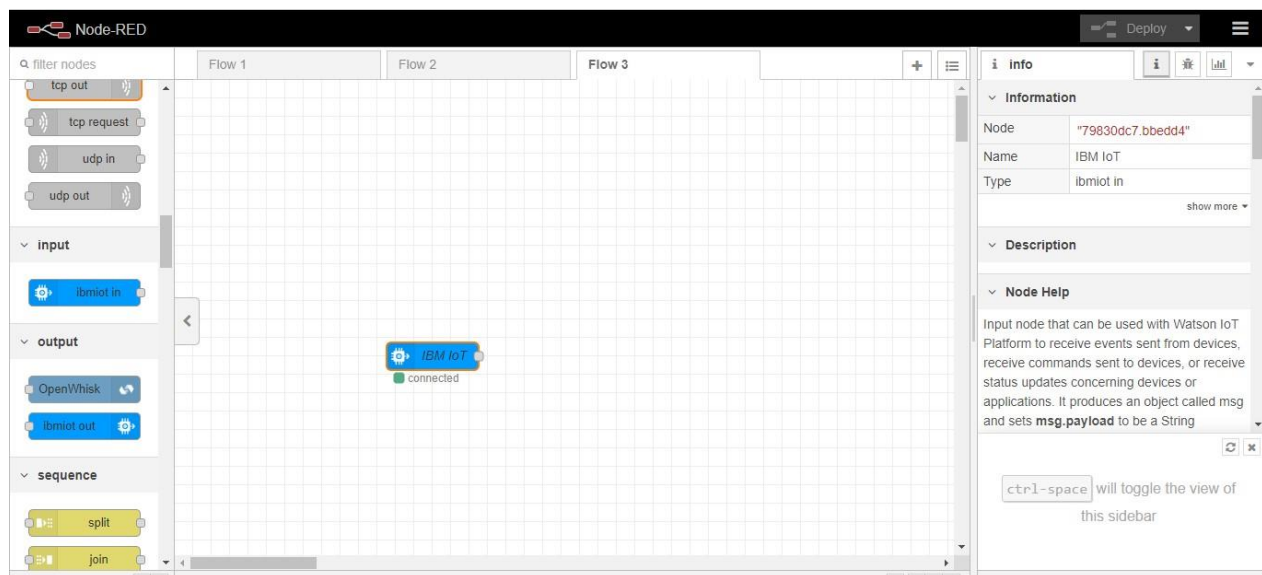 Node-RED
Deploy
filter nodes
tcp out
tcp request
udp in
udp out
input
ibmiot in
output
OpenWhisk
ibmiot out
sequence
split
join
Flow 1
Flow 2
Flow 3
IBM IoT
connected
i info
i
Information
Node "79830dc7.bbedd4"
Name IBM IoT
Type ibmiot in
show more
Description
Node Help
Input node that can be used with Watson IoT
Platform to receive events sent from devices,
receive commands sent to devices, or receive
status updates concerning devices or
applications. It produces an object called msg
and sets msg.payload to be a String
ctrl-space will toggle the view of
this sidebar